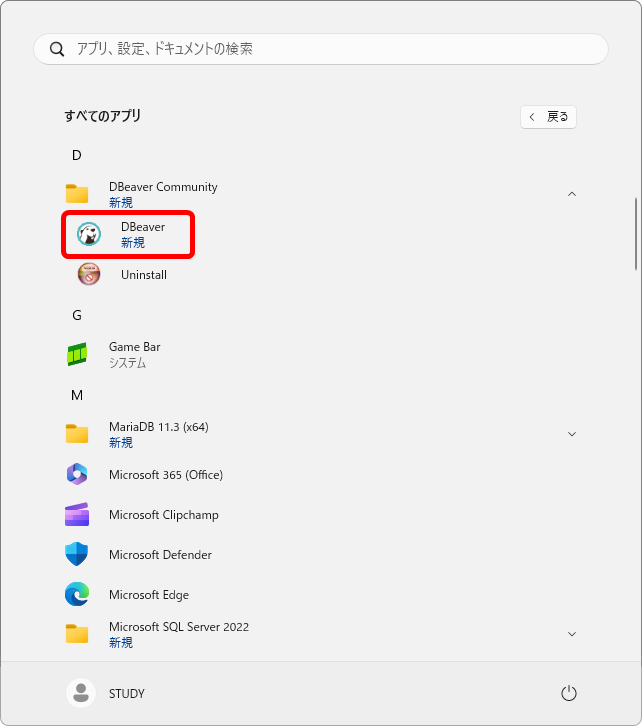 アプリ、設定、ドキュメントの検索
すべてのアプリ
戻る
D
DBeaver Community
新規
DBeaver
新規
Uninstall
G
Game Bar
システム
M
MariaDB 11.3 (x64)
新規
Microsoft 365 (Office)
Microsoft Clipchamp
Microsoft Defender
Microsoft Edge
Microsoft SQL Server 2022
新規
STUDY